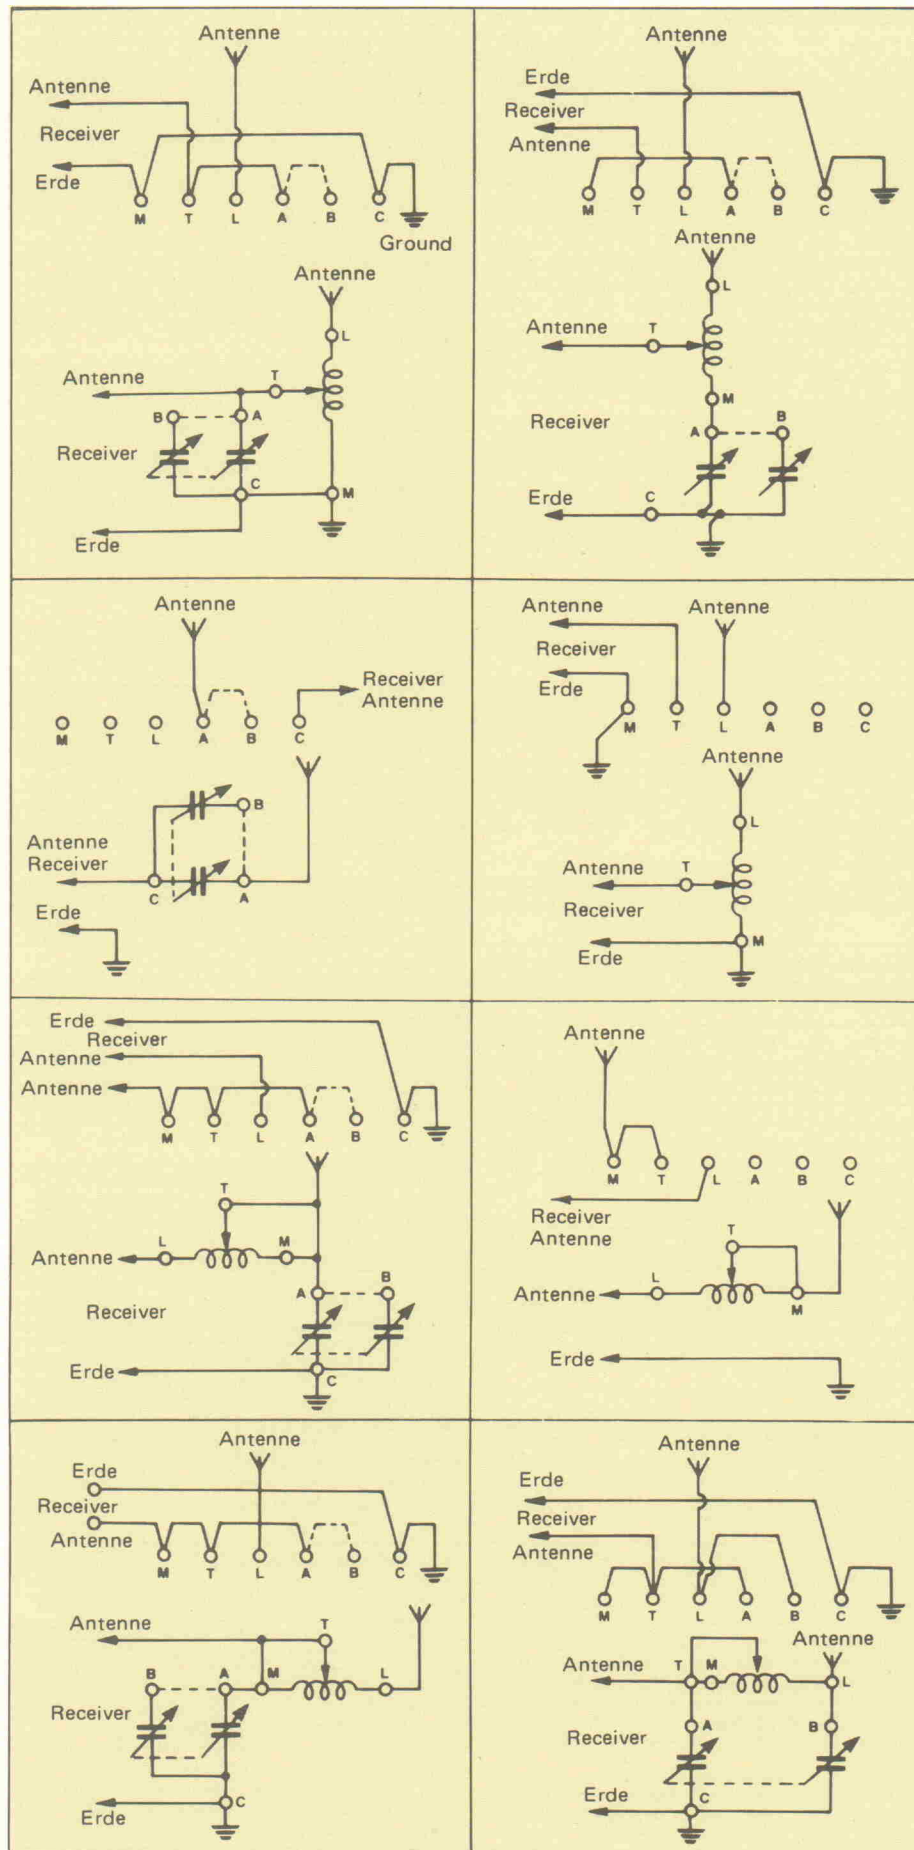 Antenne
Antenne
Receiver
Erde
M T L A B C
Ground
Antenne
L
Antenne
T
B A
Receiver
C M
Erde
Antenne
Erde
Receiver
Antenne
M T L A B C
Antenne
L
Antenne T
M
Receiver A B
Erde C
Antenne
Receiver
Antenne
M T L A B C
B
Antenne
Receiver
C A
Erde
Antenne Antenne
Receiver
Erde
M T L A B C
Antenne
L
Antenne T
Receiver
M
Erde
Erde
Receiver
Antenne
Antenne
M T L A B C
T
Antenne L M
A B
Receiver
Erde C
Antenne
M T L A B C
Receiver
Antenne
T
Antenne L
M
Erde
Antenne
Erde
Receiver
Antenne
M T L A B C
Antenne T
B A M L
Receiver
C
Erde
Antenne
Erde
Receiver
Antenne
M T L A B C
Antenne
Antenne T M L
A B
Receiver
C
Erde